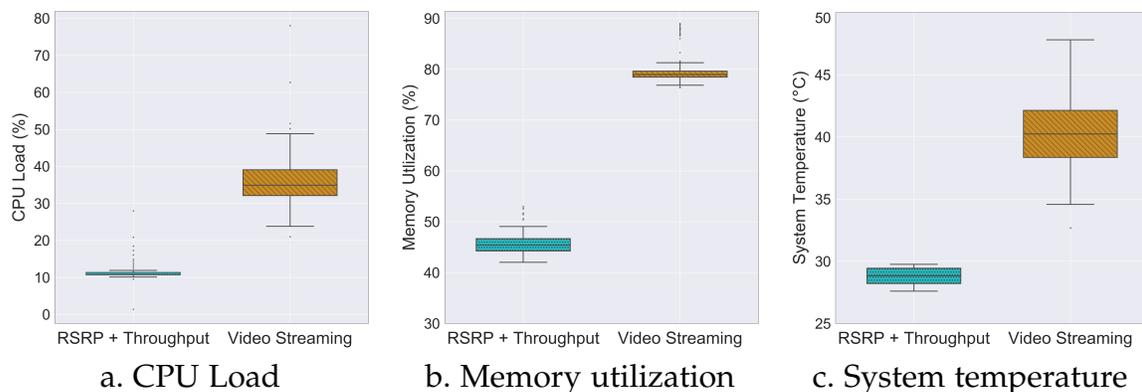 80
70
60
50
40
30
20
10
0
CPU Load (%)
RSRP + Throughput
Video Streaming
a. CPU Load
90
80
70
60
50
40
30
Memory Utlization (%)
RSRP + Throughput
Video Streaming
b. Memory utilization
50
45
40
35
30
25
System Temperature (°C)
RSRP + Throughput
Video Streaming
c. System temperature